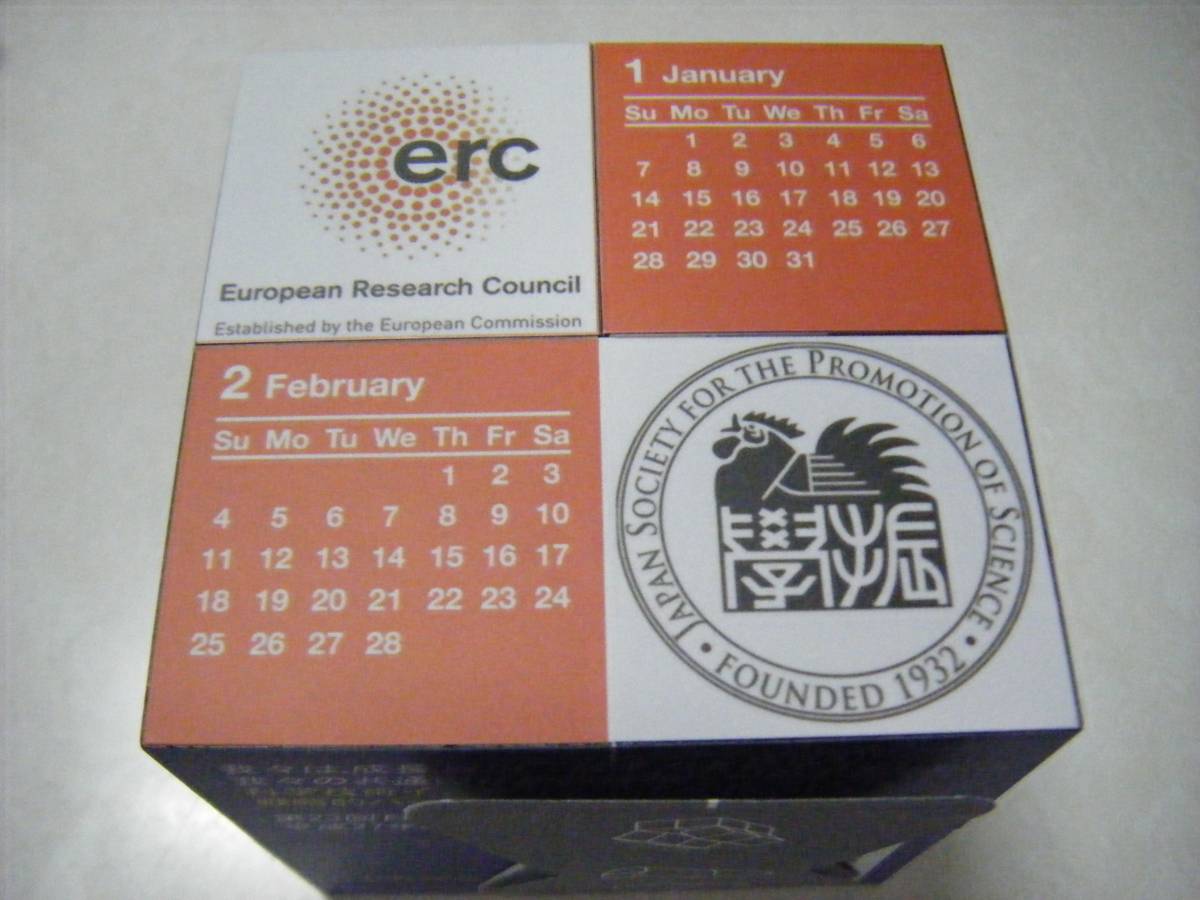 erc
European Research Council
Established by the European Commission
1 January
Su Mo Tu We Th Fr Sa
1 2 3 4 5 6
7 8 9 10 11 12 13
14 15 16 17 18 19 20
21 22 23 24 25 26 27
28 29 30 31
2 February
Su Mo Tu We Th Fr Sa
1 2 3
4 5 6 7 8 9 10
11 12 13 14 15 16 17
18 19 20 21 22 23 24
25 26 27 28
JAPAN SOCIETY FOR THE PROMOTION OF SCIENCE
學振
• FOUNDED 1932 •